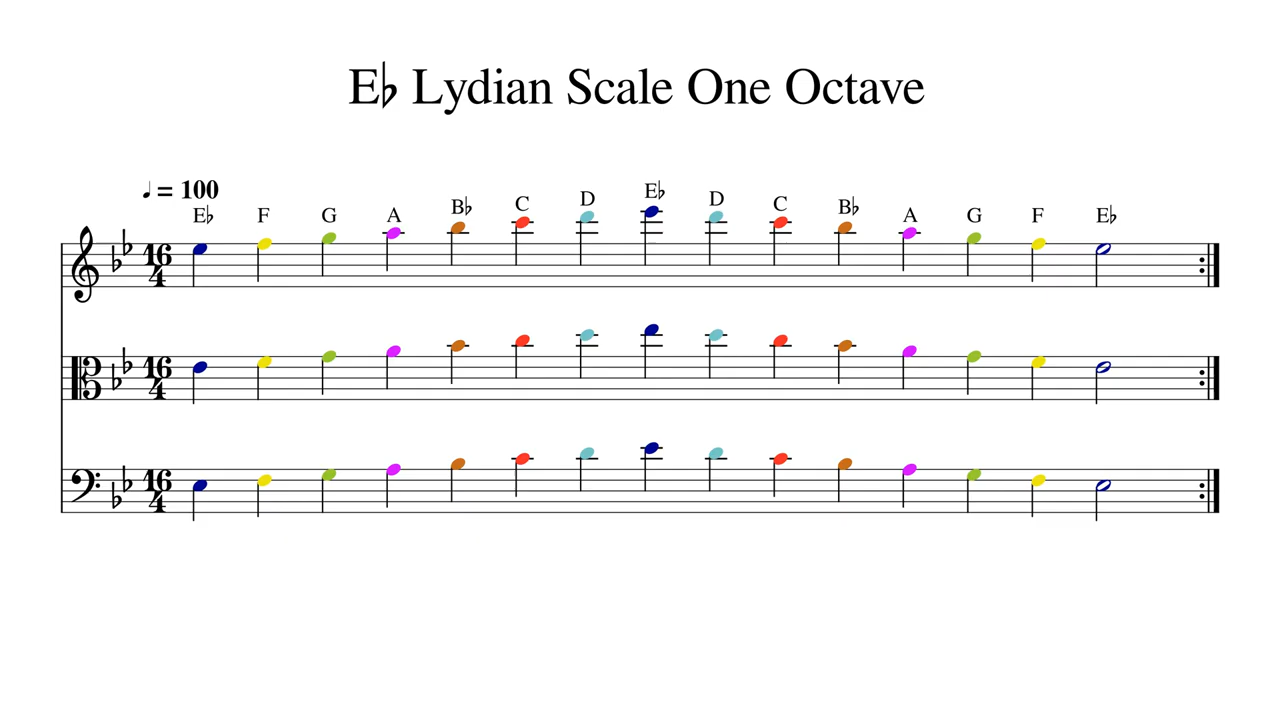 E♭ Lydian Scale One Octave
♩ = 100
E♭ F G A B♭ C D E♭ D C B♭ A G F E♭
16
4
16
4
16
4